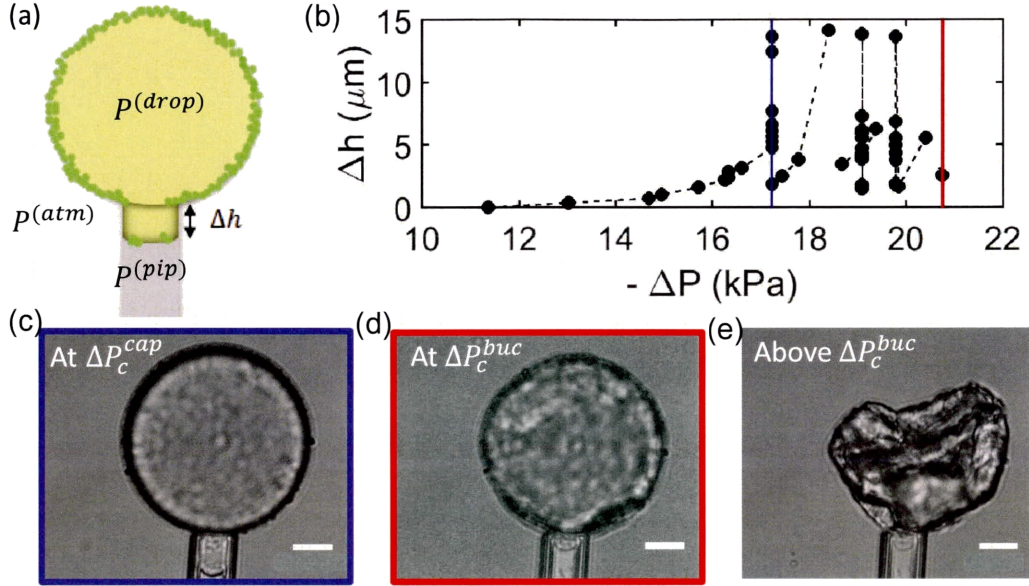 (a)
P^(drop)
P^(atm)
Δh
P^(pip)
(b)
Δh (μm)
15
10
5
0
10 12 14 16 18 20 22
- ΔP (kPa)
(c)
At ΔP_c^cap
(d)
At ΔP_c^buc
(e)
Above ΔP_c^buc